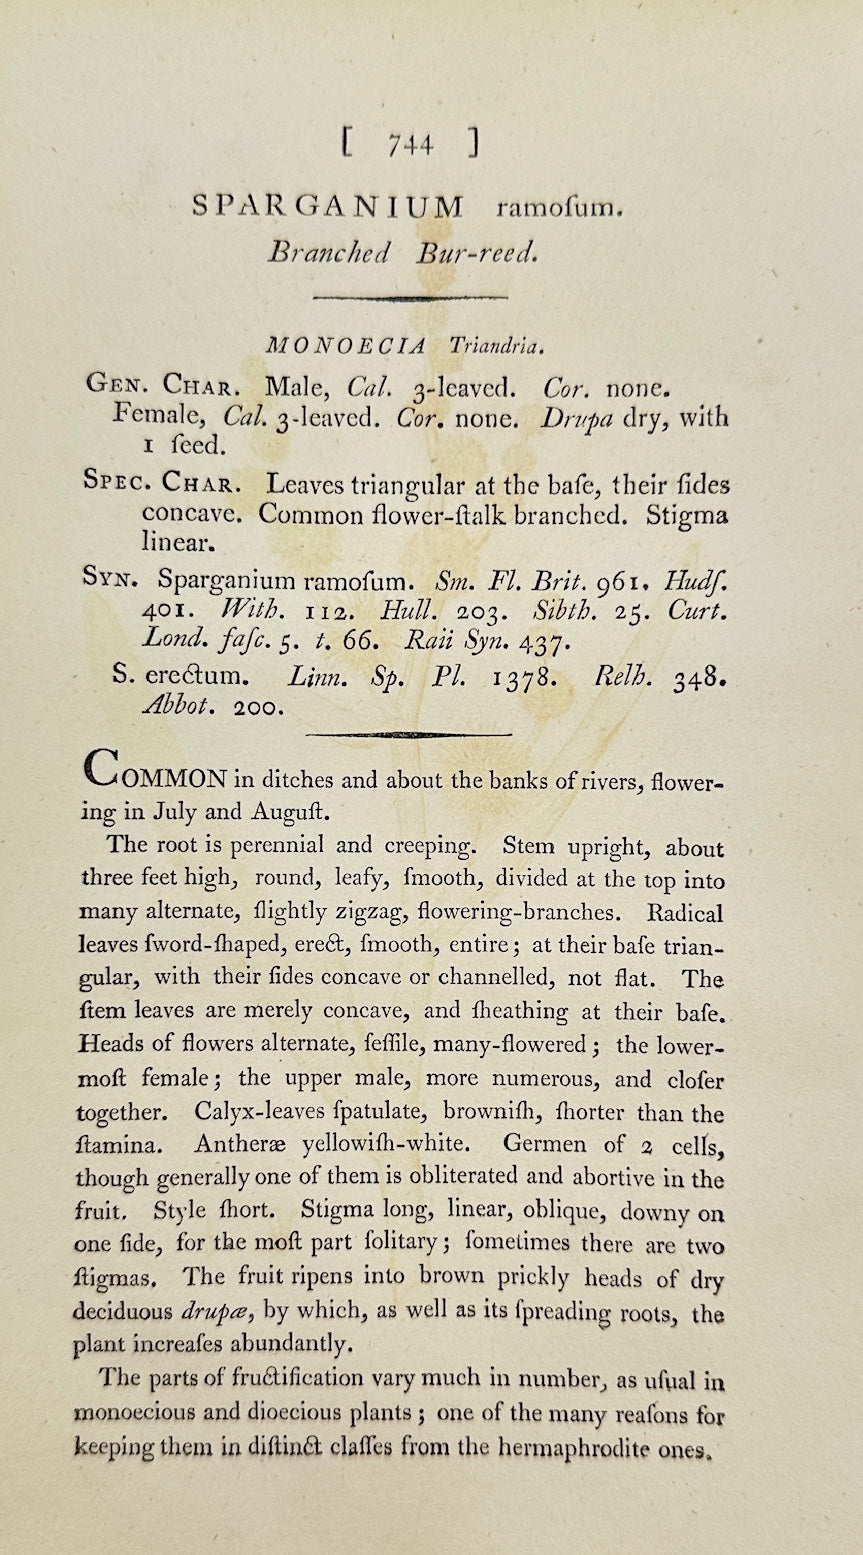 [ 744 ]
SPARGANIUM ramoſum.
Branched Bur-reed.
MONOECIA Triandria.
GEN. CHAR. Male, Cal. 3-leaved. Cor. none.
Female, Cal. 3-leaved. Cor. none. Drupa dry, with
1 ſeed.
SPEC. CHAR. Leaves triangular at the baſe, their ſides
concave. Common flower-ſtalk branched. Stigma
linear.
SYN. Sparganium ramoſum. Sm. Fl. Brit. 961. Hudſ.
401. With. 112. Hull. 203. Sibth. 25. Curt.
Lond. faſc. 5. t. 66. Raii Syn. 437.
S. erectum. Linn. Sp. Pl. 1378. Relh. 348.
Abbot. 200.
COMMON in ditches and about the banks of rivers, flower-
ing in July and Auguſt.
The root is perennial and creeping. Stem upright, about
three feet high, round, leafy, ſmooth, divided at the top into
many alternate, ſlightly zigzag, flowering-branches. Radical
leaves ſword-ſhaped, erect, ſmooth, entire; at their baſe trian-
gular, with their ſides concave or channelled, not flat. The
ſtem leaves are merely concave, and ſheathing at their baſe.
Heads of flowers alternate, ſeſſile, many-flowered; the lower-
moſt female; the upper male, more numerous, and cloſer
together. Calyx-leaves ſpatulate, browniſh, ſhorter than the
ſtamina. Antheræ yellowiſh-white. Germen of 2 cells,
though generally one of them is obliterated and abortive in the
fruit. Style ſhort. Stigma long, linear, oblique, downy on
one ſide, for the moſt part ſolitary; ſometimes there are two
ſtigmas. The fruit ripens into brown prickly heads of dry
deciduous drupæ, by which, as well as its ſpreading roots, the
plant increaſes abundantly.
The parts of fructification vary much in number, as uſual in
monoecious and dioecious plants; one of the many reaſons for
keeping them in diſtinct claſſes from the hermaphrodite ones.